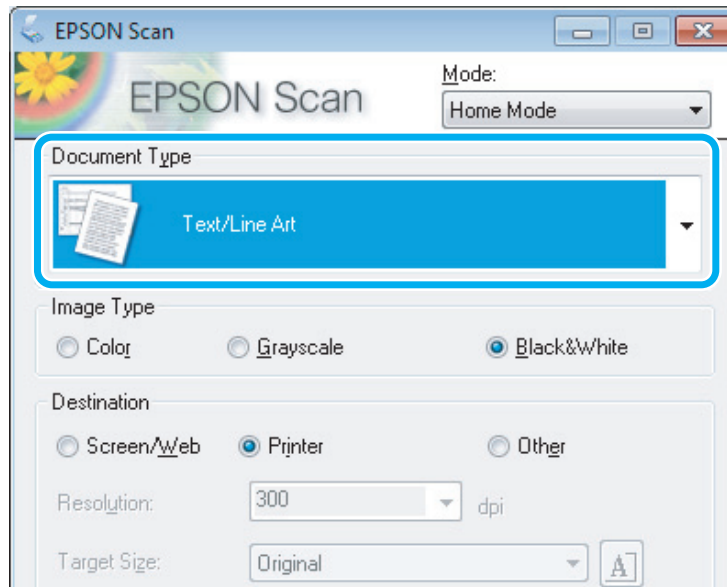 EPSON Scan
EPSON Scan
Mode:
Home Mode
Document Type
Text/Line Art
Image Type
Color Grayscale Black&White
Destination
Screen/Web Printer Other
Resolution: 300 dpi
Target Size: Original A